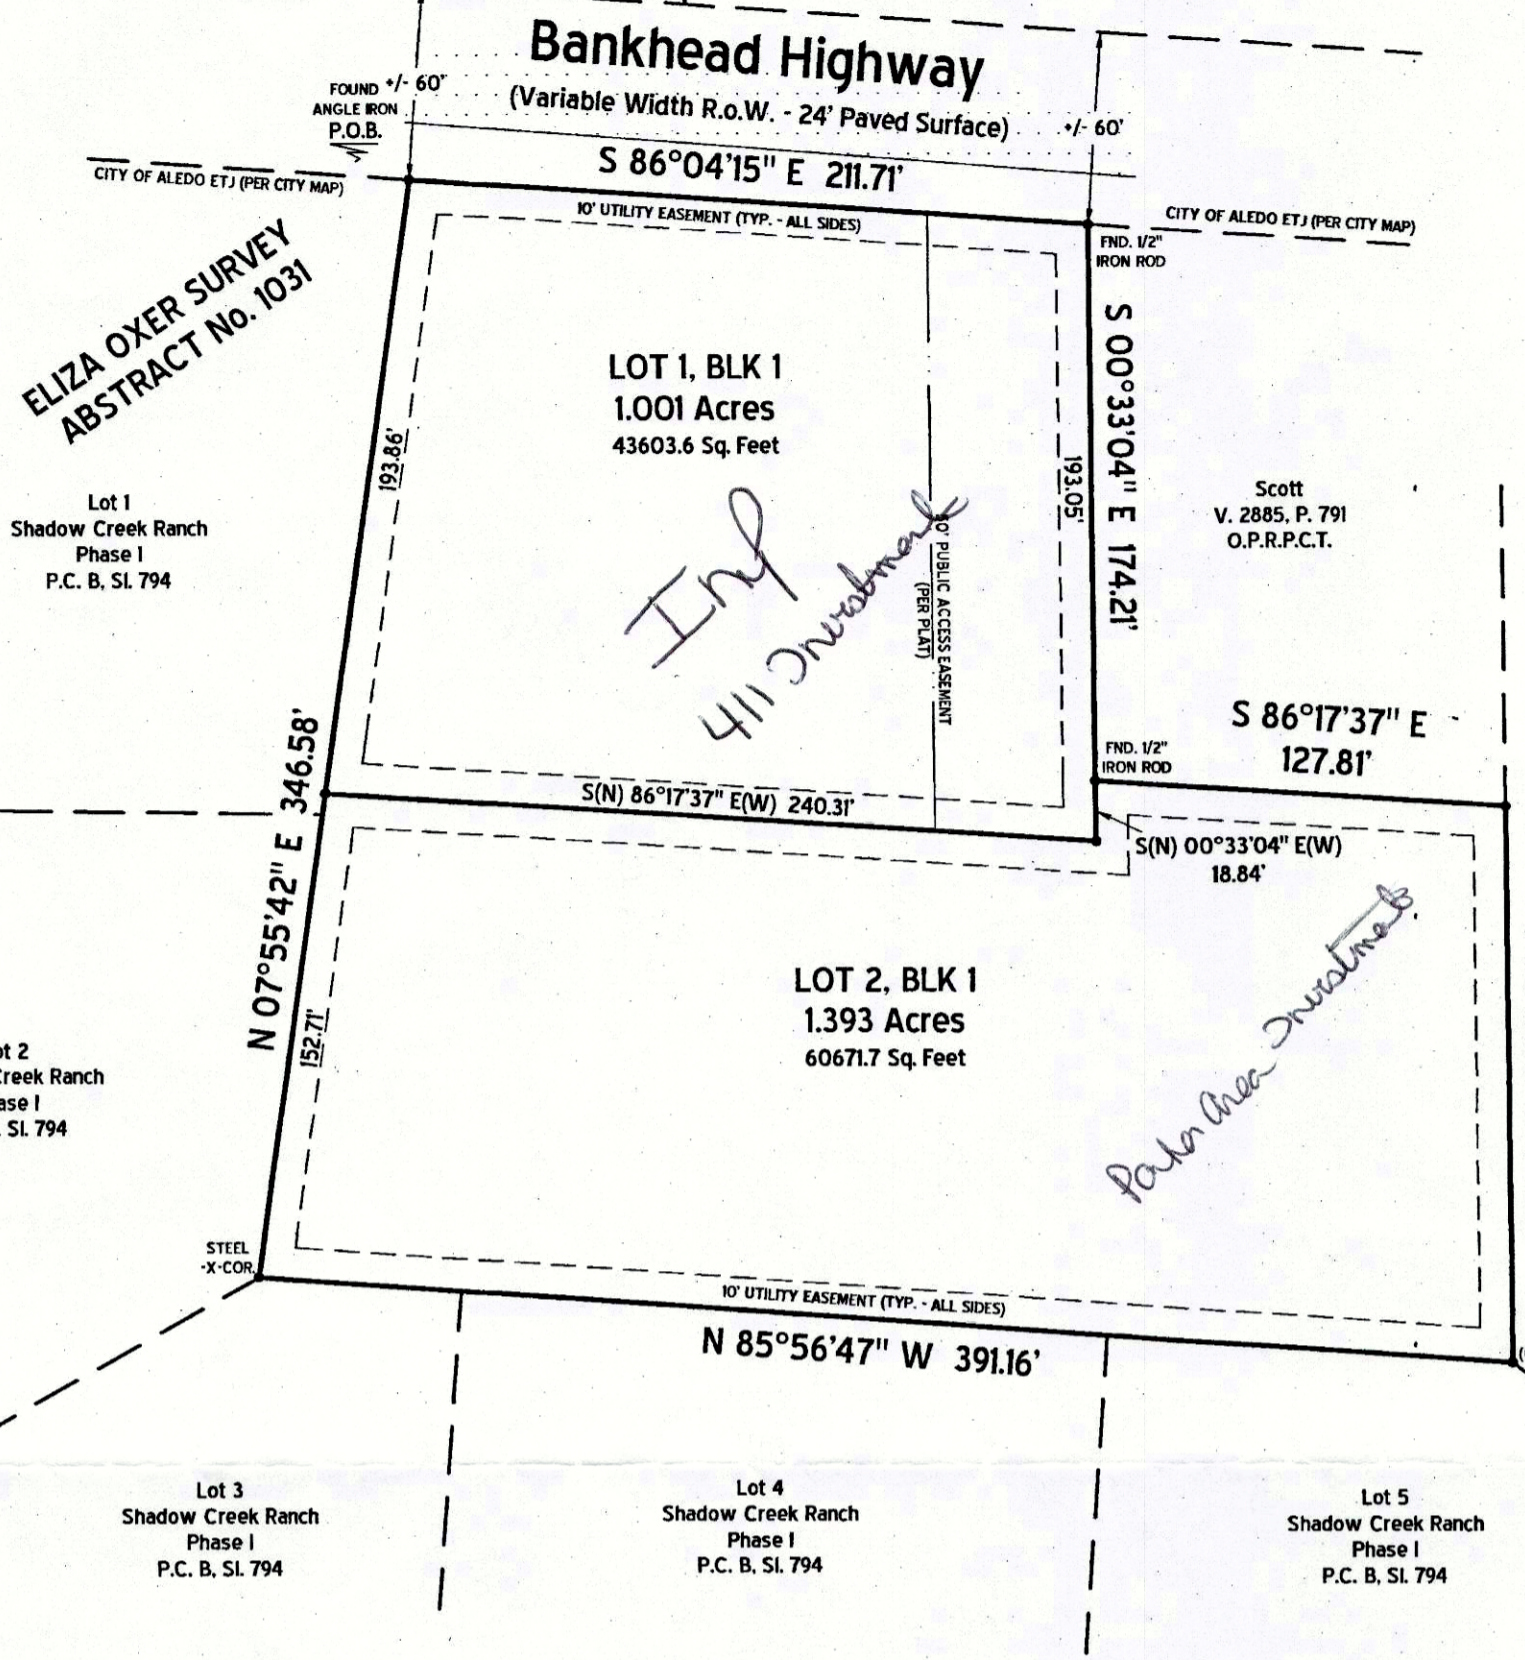 Bankhead Highway
(Variable Width R.o.W. - 24' Paved Surface)
FOUND
ANGLE IRON
P.O.B.
+/- 60'
+/- 60'
S 86°04'15" E 211.71'
CITY OF ALEDO ETJ (PER CITY MAP)
CITY OF ALEDO ETJ (PER CITY MAP)
10' UTILITY EASEMENT (TYP. - ALL SIDES)
FND. 1/2"
IRON ROD
ELIZA OXER SURVEY
ABSTRACT No. 1031
LOT 1, BLK 1
1.001 Acres
43603.6 Sq. Feet
193.86'
193.05'
S 00°33'04" E 174.21'
Lot 1
Shadow Creek Ranch
Phase I
P.C. B, Sl. 794
Scott
V. 2885, P. 791
O.P.R.P.C.T.
411 Investments
0' PUBLIC ACCESS EASEMENT
(PER PLAT)
N 07°55'42" E 346.58'
S 86°17'37" E
127.81'
FND. 1/2"
IRON ROD
S(N) 86°17'37" E(W) 240.31'
S(N) 00°33'04" E(W)
18.84'
LOT 2, BLK 1
1.393 Acres
60671.7 Sq. Feet
152.71'
ot 2
Creek Ranch
ase I
Sl. 794
Area Investments
STEEL
-X-COR.
10' UTILITY EASEMENT (TYP. - ALL SIDES)
N 85°56'47" W 391.16'
Lot 3
Shadow Creek Ranch
Phase I
P.C. B, Sl. 794
Lot 4
Shadow Creek Ranch
Phase I
P.C. B, Sl. 794
Lot 5
Shadow Creek Ranch
Phase I
P.C. B, Sl. 794